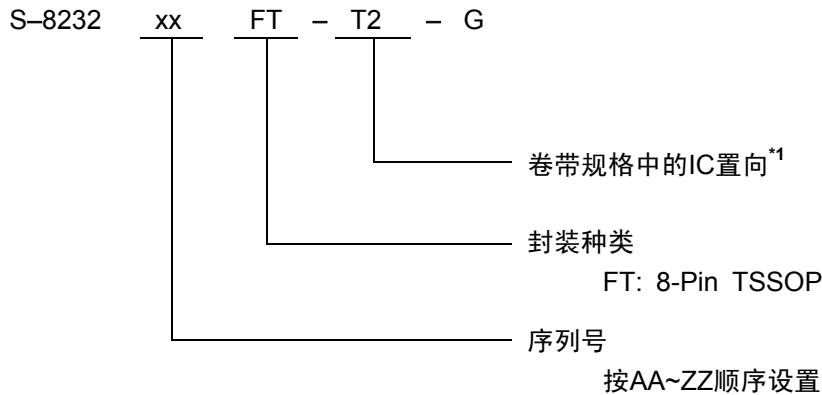 S–8232 xx FT – T2 – G
卷带规格中的IC置向*1
封装种类
FT: 8-Pin TSSOP
序列号
按AA~ZZ顺序设置